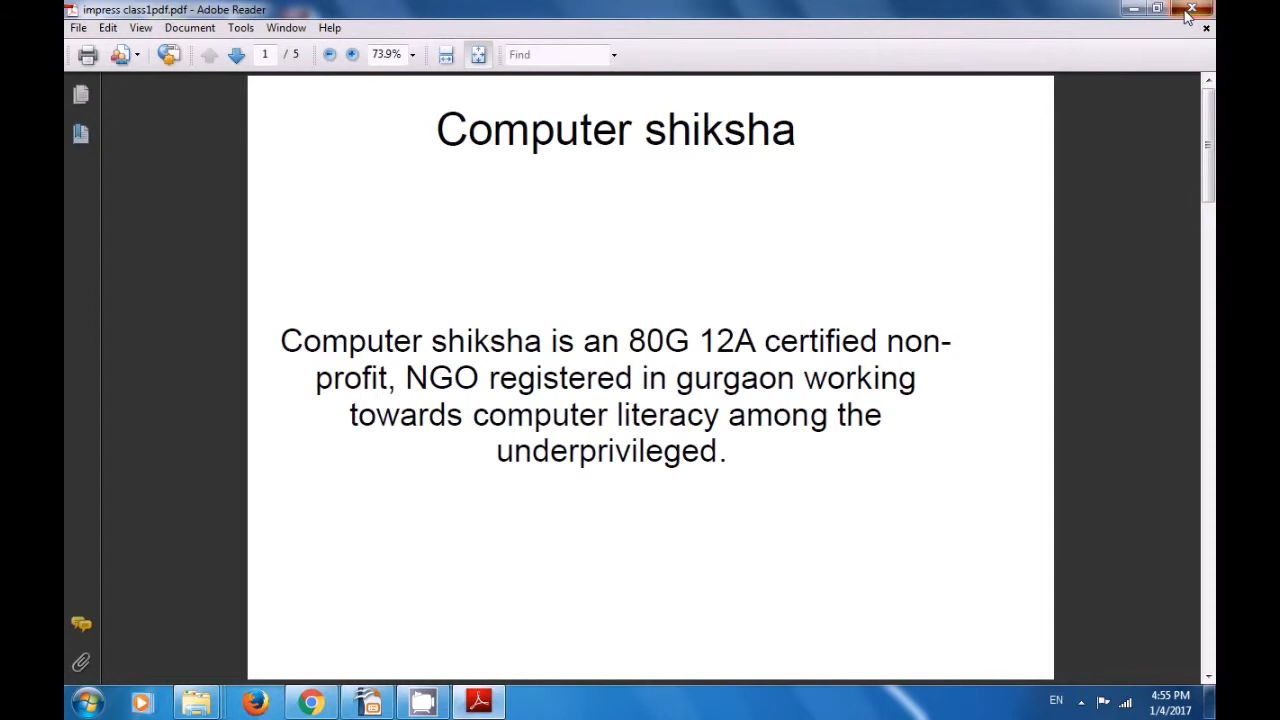 impress class1pdf.pdf - Adobe Reader
File Edit View Document Tools Window Help
1 / 5 73.9% Find
Computer shiksha
Computer shiksha is an 80G 12A certified non-
profit, NGO registered in gurgaon working
towards computer literacy among the
underprivileged.
EN 4:55 PM
1/4/2017